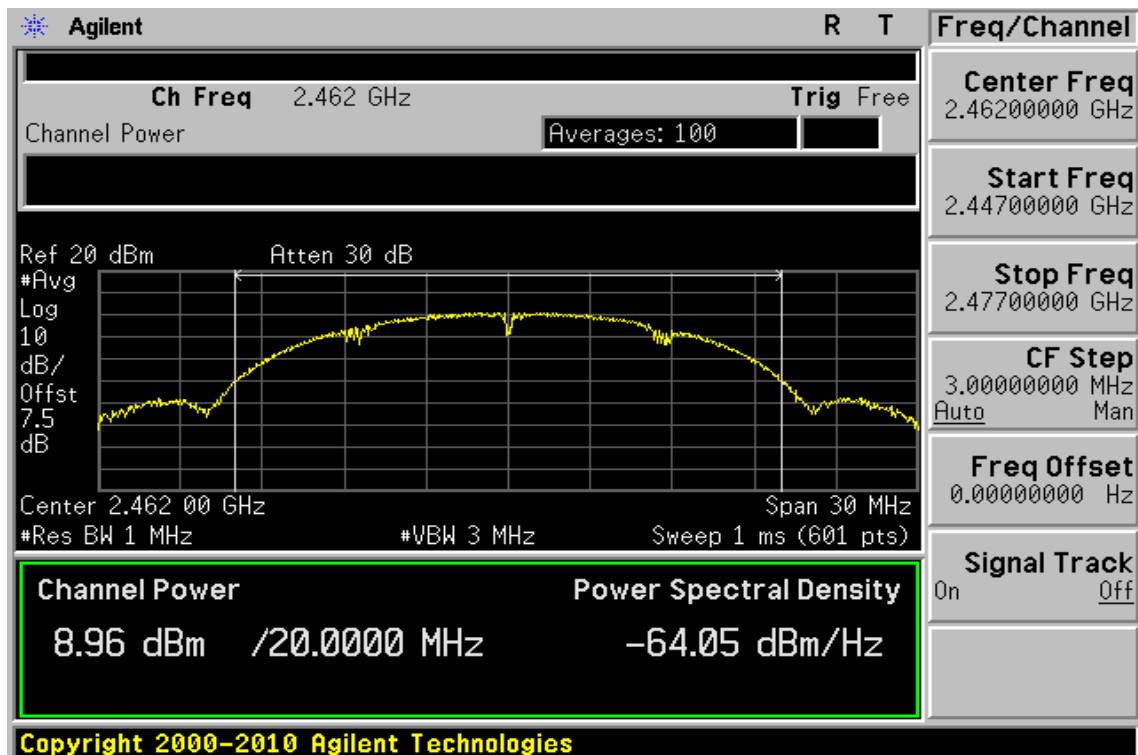 Agilent R T
Freq/Channel
Ch Freq 2.462 GHz Trig Free
Channel Power Averages: 100
Ref 20 dBm Atten 30 dB
#Avg
Log
10
dB/
Offst
7.5
dB
Center 2.462 00 GHz Span 30 MHz
#Res BW 1 MHz #VBW 3 MHz Sweep 1 ms (601 pts)
Channel Power Power Spectral Density
8.96 dBm /20.0000 MHz -64.05 dBm/Hz
Copyright 2000-2010 Agilent Technologies
Center Freq
2.46200000 GHz
Start Freq
2.44700000 GHz
Stop Freq
2.47700000 GHz
CF Step
3.00000000 MHz
Auto Man
Freq Offset
0.00000000 Hz
Signal Track
On Off